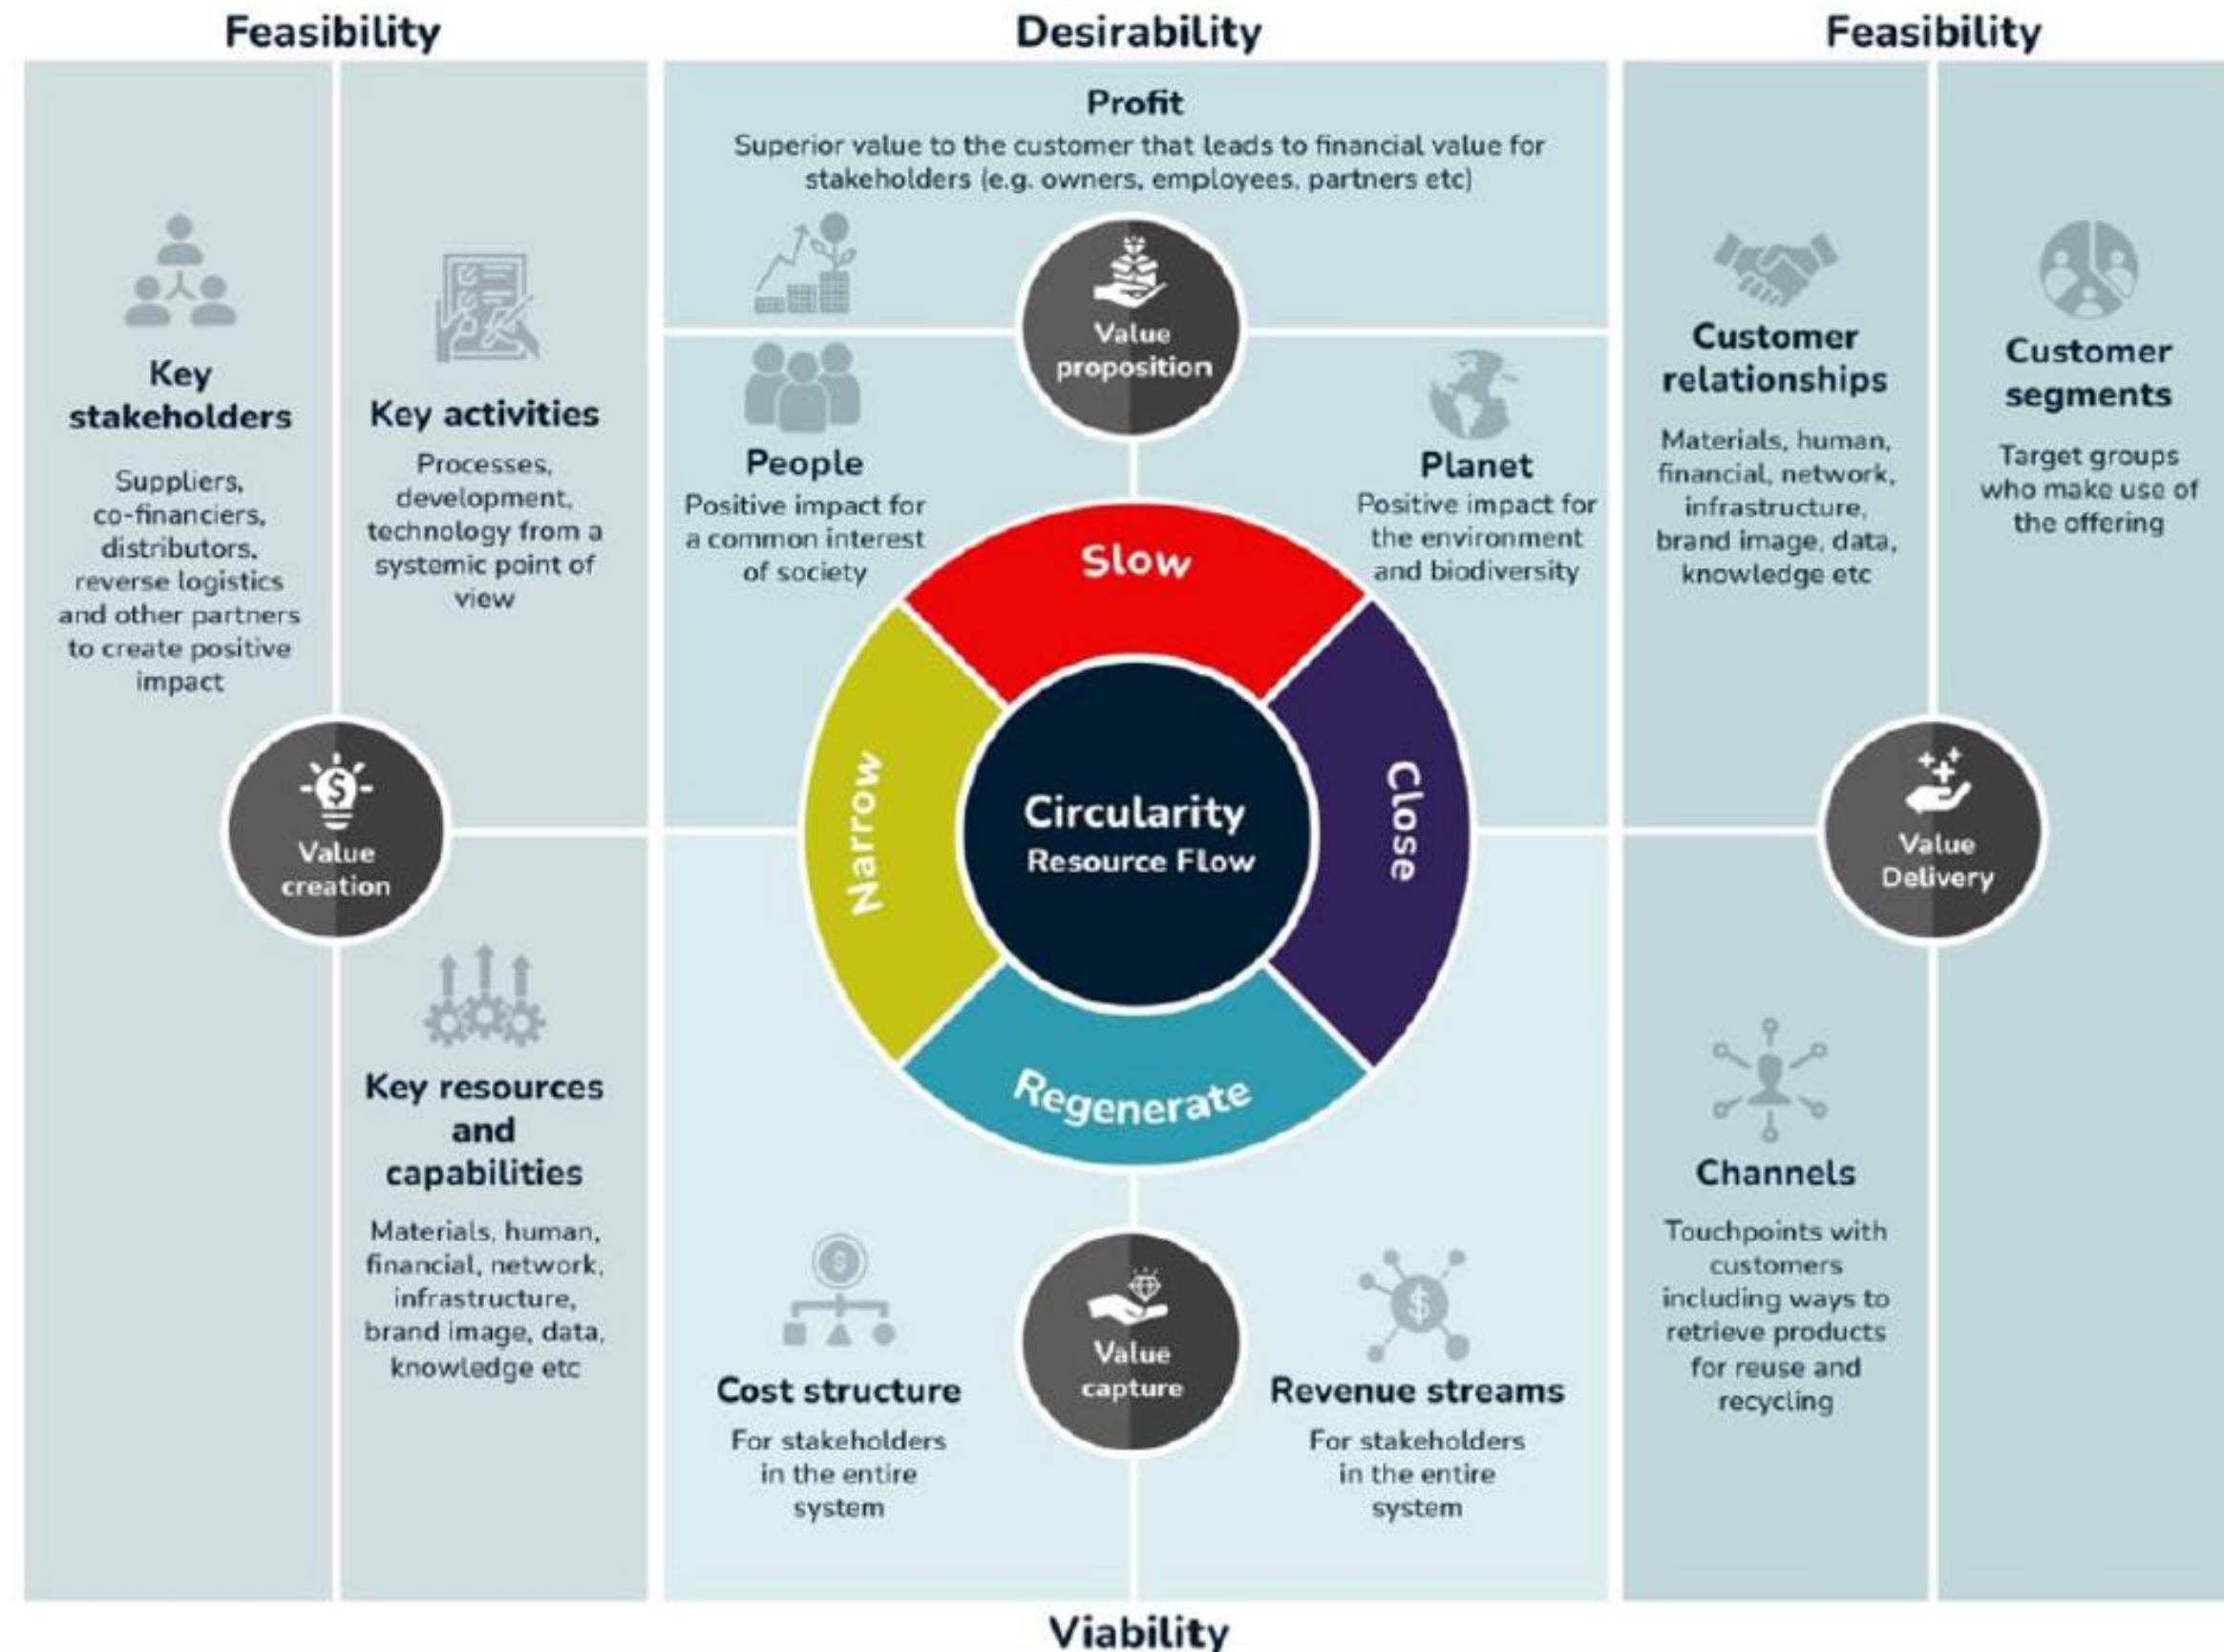 Feasibility
Desirability
Feasibility
Key
stakeholders
Suppliers,
co-financiers,
distributors,
reverse logistics
and other partners
to create positive
impact
Key activities
Processes,
development,
technology from a
systemic point of
view
Value
creation
Key resources
and
capabilities
Materials, human,
financial, network,
infrastructure,
brand image, data,
knowledge etc
Profit
Superior value to the customer that leads to financial value for
stakeholders (e.g. owners, employees, partners etc)
Value
proposition
People
Positive impact for
a common interest
of society
Planet
Positive impact for
the environment
and biodiversity
Slow
Narrow
Close
Regenerate
Circularity
Resource Flow
Cost structure
For stakeholders
in the entire
system
Value
capture
Revenue streams
For stakeholders
in the entire
system
Customer
relationships
Materials, human,
financial, network,
infrastructure,
brand image, data,
knowledge etc
Customer
segments
Target groups
who make use of
the offering
Value
Delivery
Channels
Touchpoints with
customers
including ways to
retrieve products
for reuse and
recycling
Viability